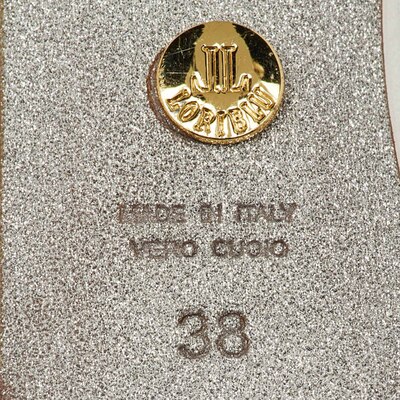 JL
LORIBLU
MADE IN ITALY
VERO CUOIO
38